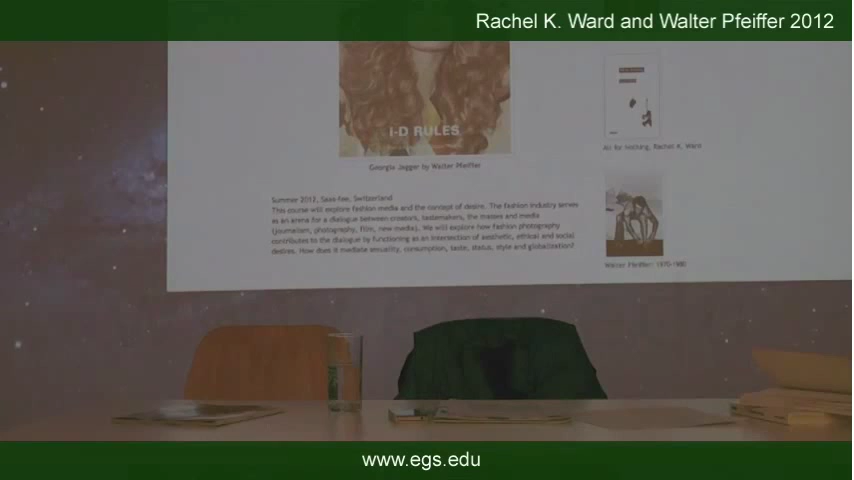 Rachel K. Ward and Walter Pfeiffer 2012
I-D RULES
Georgia Jagger by Walter Pfeiffer
All for Nothing, Rachel K. Ward
Summer 2012, Saas-Fee, Switzerland
This course will explore fashion media and the concept of desire. The fashion industry serves
as an arena for a dialogue between creators, tastemakers, the masses and media
(journalism, photography, film, new media). We will explore how fashion photography
contributes to the dialogue by functioning as an intersection of aesthetic, ethical and social
desires. How does it mediate sexuality, consumption, taste, status, style and globalization?
Walter Pfeiffer: 1970-1980
www.egs.edu